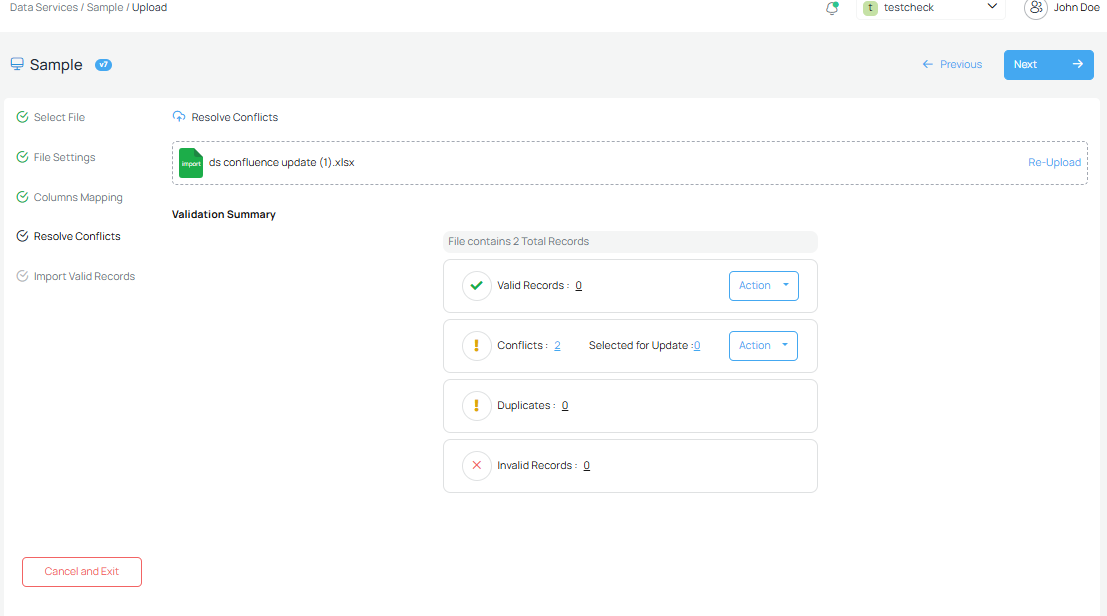 Data Services / Sample / Upload
t testcheck
John Doe
Sample v7
Previous
Next
Select File
File Settings
Columns Mapping
Resolve Conflicts
Import Valid Records
Cancel and Exit
Resolve Conflicts
import ds confluence update (1).xlsx
Re-Upload
Validation Summary
File contains 2 Total Records
Valid Records : 0 Action
Conflicts : 2 Selected for Update :0 Action
Duplicates : 0
Invalid Records : 0